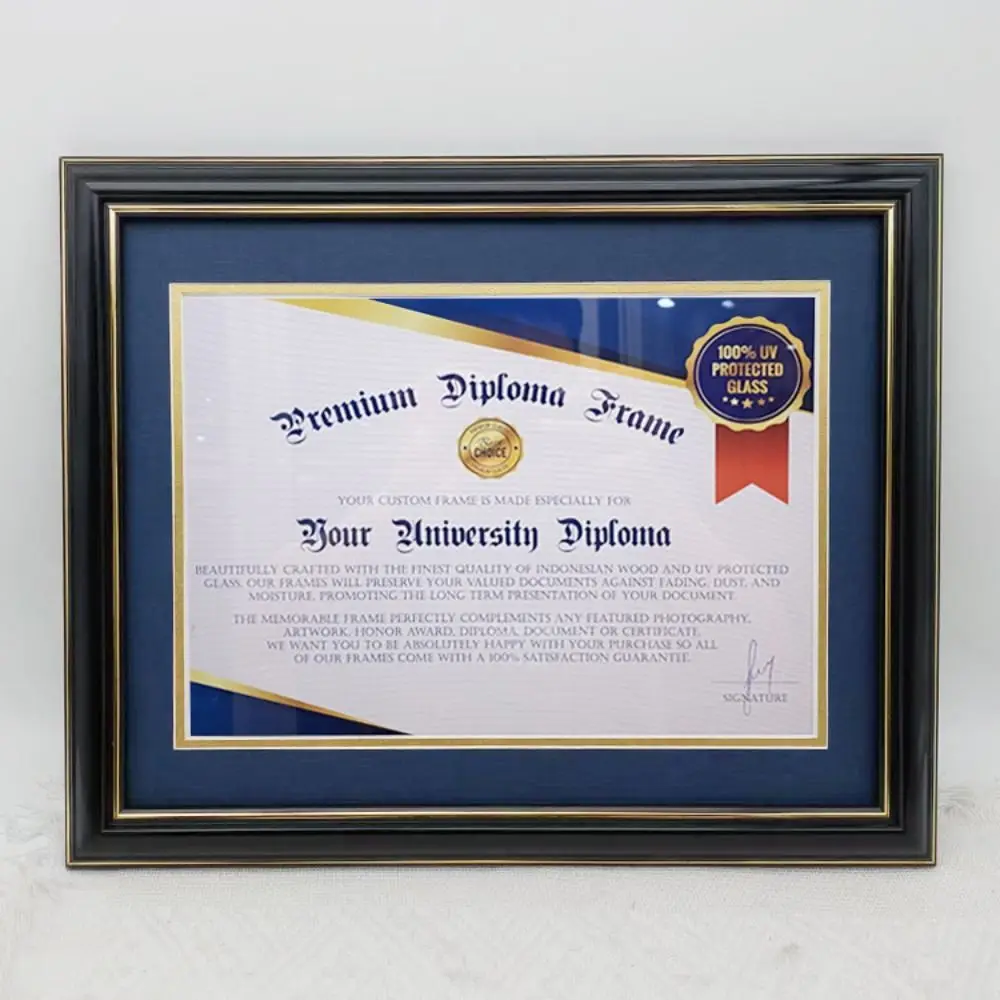 Premium Diploma Frame
100% UV
PROTECTED
GLASS
CHOICE
YOUR CUSTOM FRAME IS MADE ESPECIALLY FOR
Your University Diploma
BEAUTIFULLY CRAFTED WITH THE FINEST QUALITY OF INDONESIAN WOOD AND UV PROTECTED
GLASS. OUR FRAMES WILL PRESERVE YOUR VALUED DOCUMENTS AGAINST FADING, DUST, AND
MOISTURE, PROMOTING THE LONG TERM PRESENTATION OF YOUR DOCUMENT.
THE MEMORABLE FRAME PERFECTLY COMPLEMENTS ANY FEATURED PHOTOGRAPHY,
ARTWORK, HONOR AWARD, DIPLOMA, DOCUMENT OR CERTIFICATE.
WE WANT YOU TO BE ABSOLUTELY HAPPY WITH YOUR PURCHASE SO ALL
OF OUR FRAMES COME WITH A 100% SATISFACTION GUARANTEE.
SIGNATURE